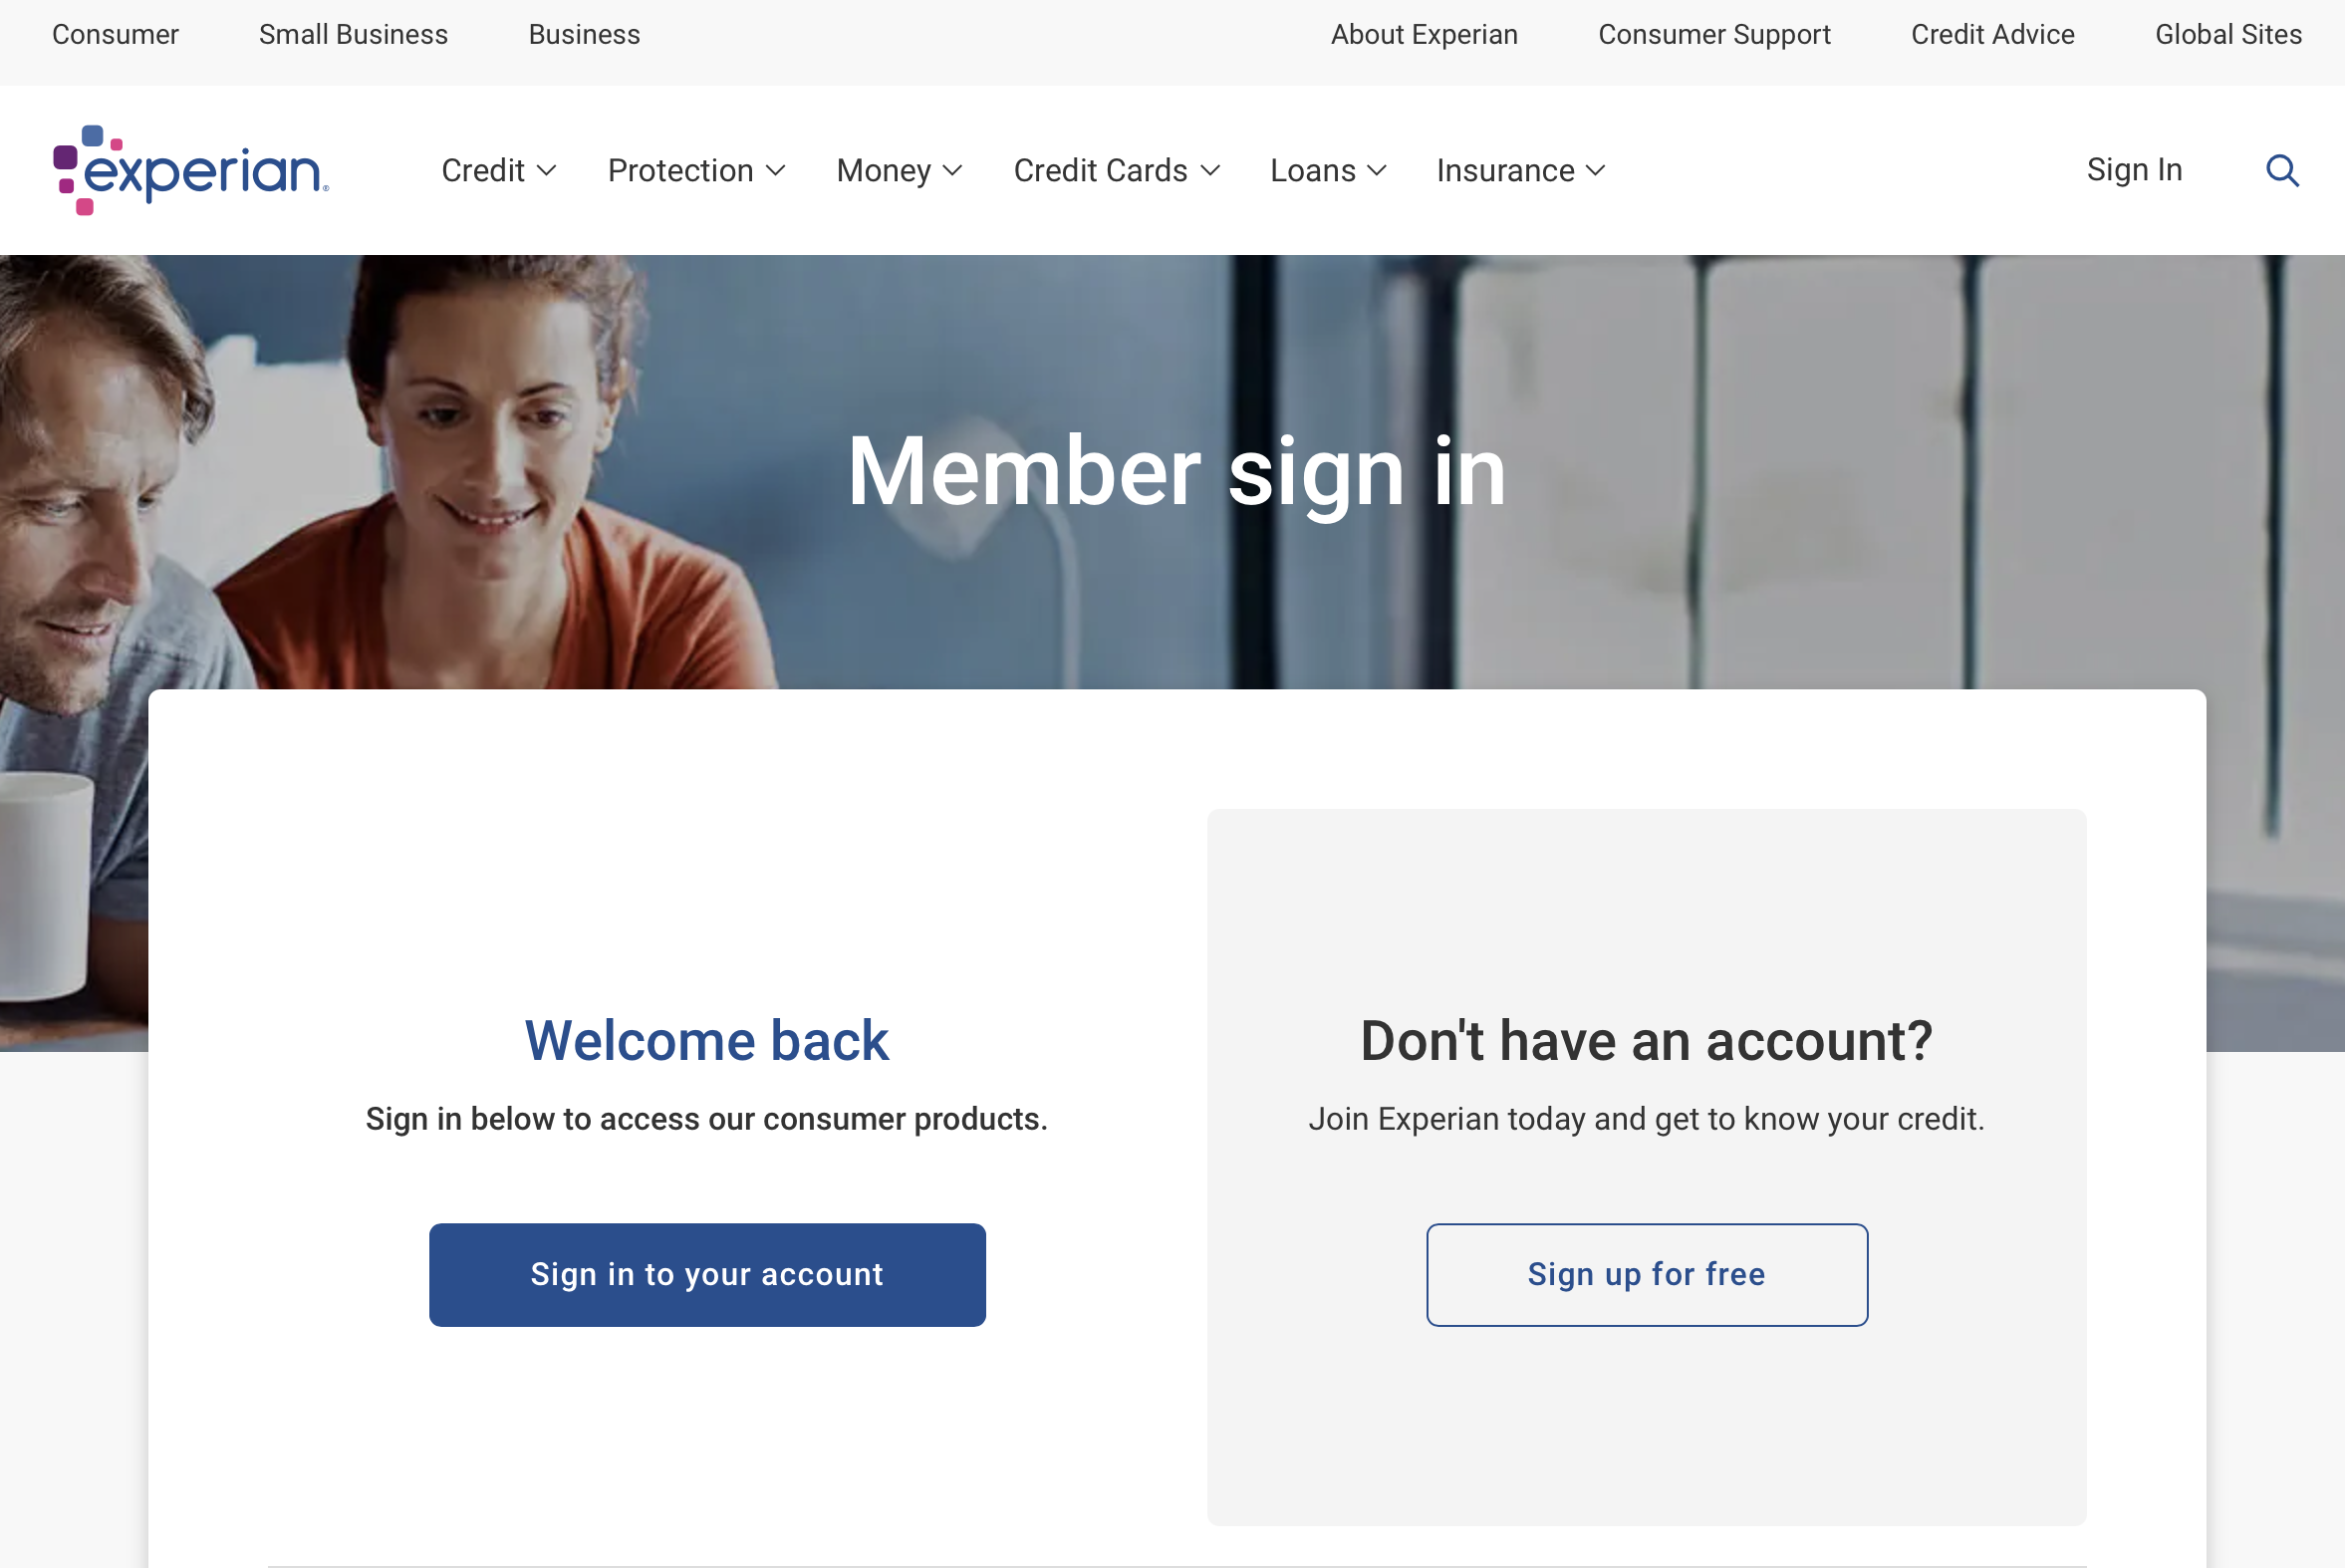 Consumer Small Business Business About Experian Consumer Support Credit Advice Global Sites
experian® Credit Protection Money Credit Cards Loans Insurance Sign In
Member sign in
Welcome back
Sign in below to access our consumer products.
Sign in to your account
Don't have an account?
Join Experian today and get to know your credit.
Sign up for free